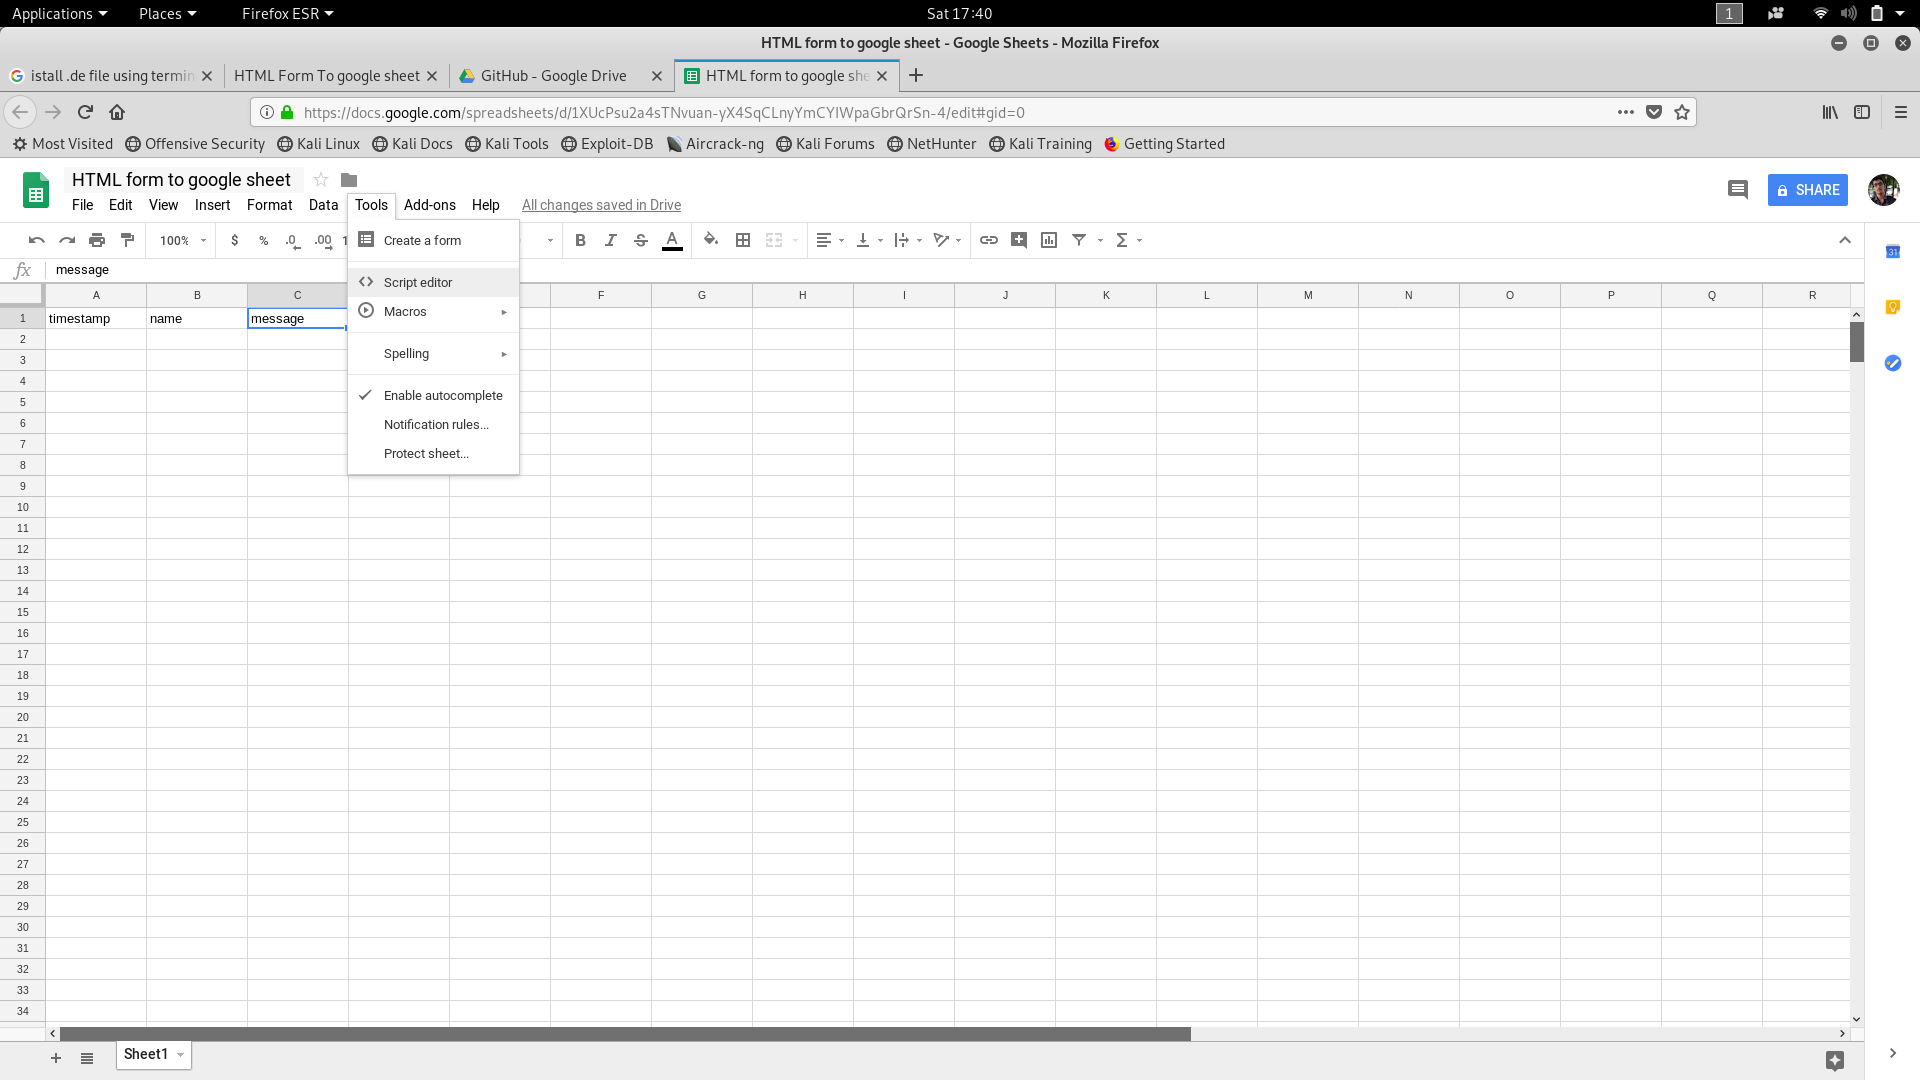 Applications Places Firefox ESR Sat 17:40 1
HTML form to google sheet - Google Sheets - Mozilla Firefox
istall .de file using termin HTML Form To google sheet GitHub - Google Drive HTML form to google she
https://docs.google.com/spreadsheets/d/1XUcPsu2a4sTNvuan-yX4SqCLnyYmCYIWpaGbrQrSn-4/edit#gid=0
Most Visited Offensive Security Kali Linux Kali Docs Kali Tools Exploit-DB Aircrack-ng Kali Forums NetHunter Kali Training Getting Started
HTML form to google sheet SHARE
File Edit View Insert Format Data Tools Add-ons Help All changes saved in Drive
100% $ % .0 .00 1 B I S A
31
fx message
Create a form
Script editor
Macros
Spelling
Enable autocomplete
Notification rules...
Protect sheet...
A B C F G H I J K L M N O P Q R
1 timestamp name message
2
3
4
5
6
7
8
9
10
11
12
13
14
15
16
17
18
19
20
21
22
23
24
25
26
27
28
29
30
31
32
33
34
Sheet1